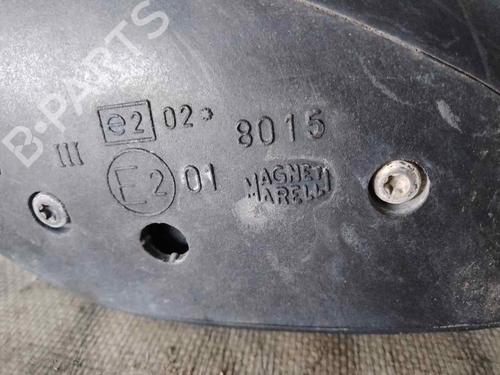 B-PARTS
e2 02* 8015
III E2 01
MAGNETI
MARELLI